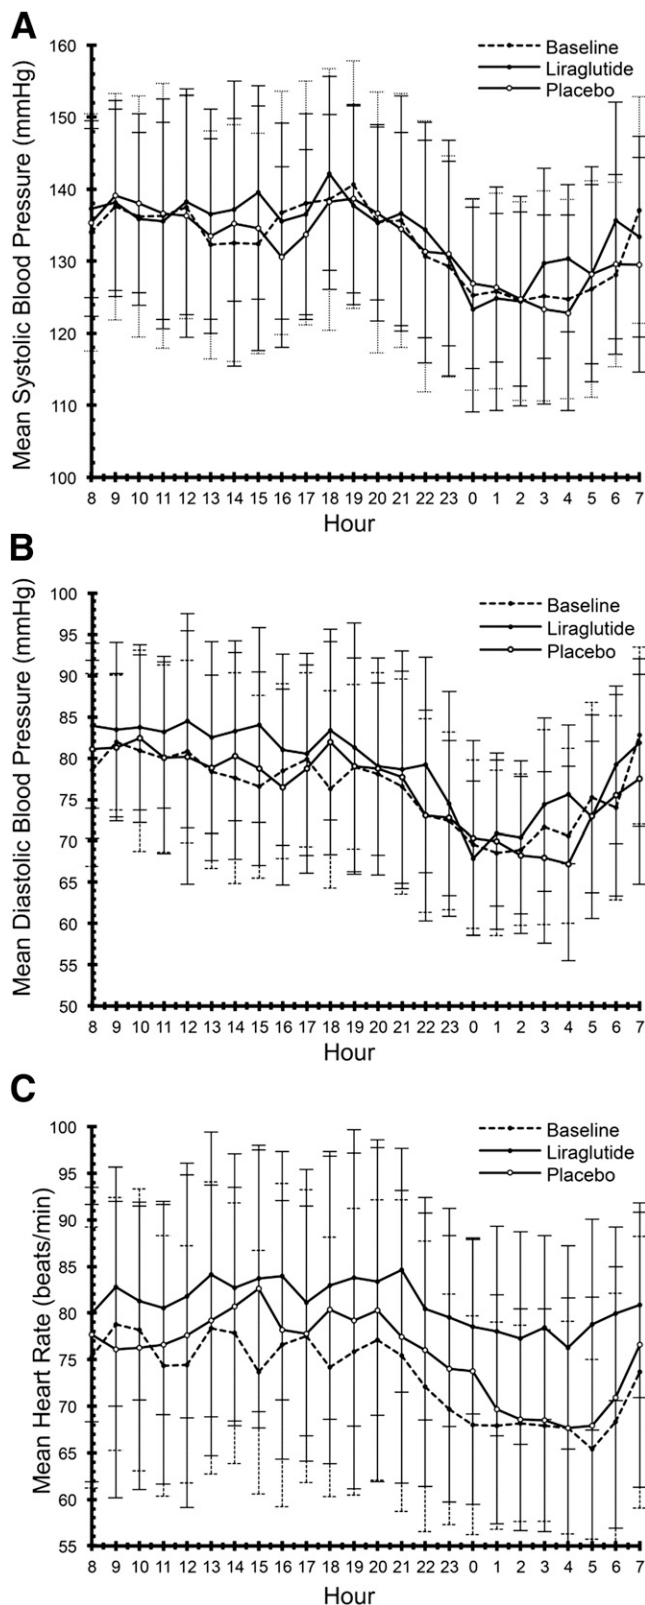 A
Mean Systolic Blood Pressure (mmHg)
160
150
140
130
120
110
100
Baseline
Liraglutide
Placebo
8 9 10 11 12 13 14 15 16 17 18 19 20 21 22 23 0 1 2 3 4 5 6 7
Hour
B
Mean Diastolic Blood Pressure (mmHg)
100
95
90
85
80
75
70
65
60
55
50
Baseline
Liraglutide
Placebo
8 9 10 11 12 13 14 15 16 17 18 19 20 21 22 23 0 1 2 3 4 5 6 7
Hour
C
Mean Heart Rate (beats/min)
100
95
90
85
80
75
70
65
60
55
Baseline
Liraglutide
Placebo
8 9 10 11 12 13 14 15 16 17 18 19 20 21 22 23 0 1 2 3 4 5 6 7
Hour